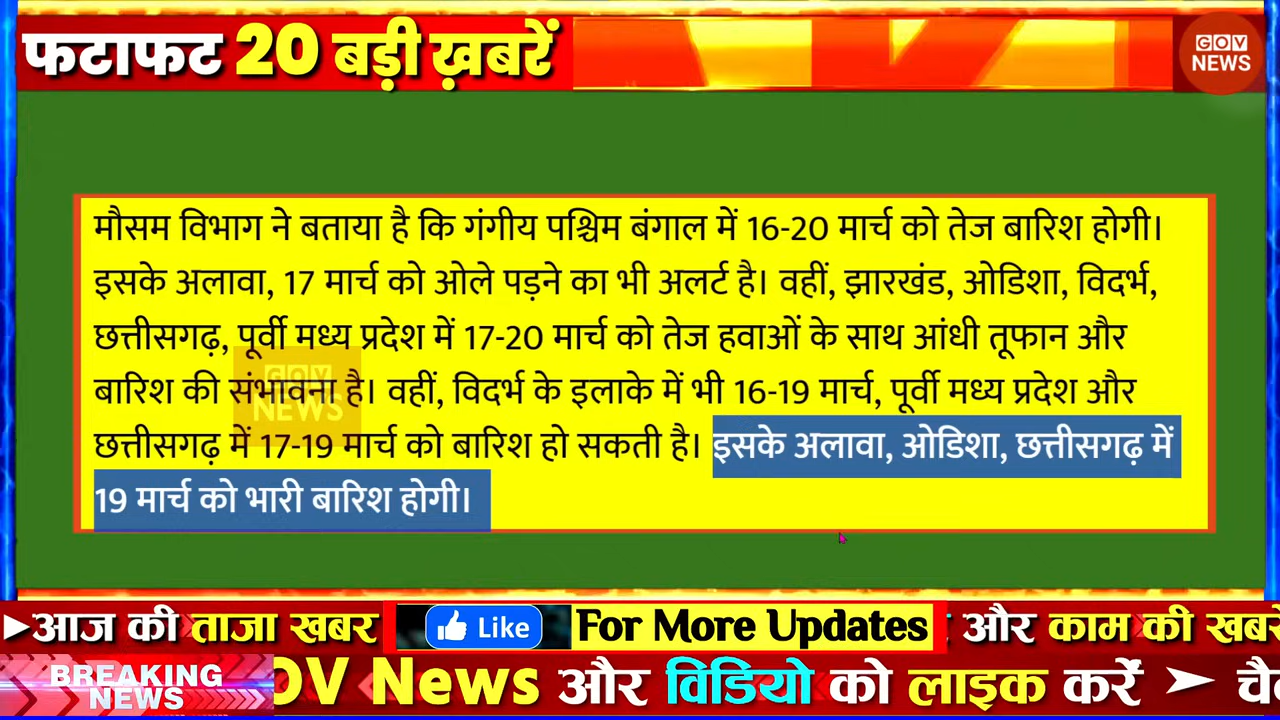 फटाफट 20 बड़ी ख़बरें
GOV
NEWS
मौसम विभाग ने बताया है कि गंगीय पश्चिम बंगाल में 16-20 मार्च को तेज बारिश होगी।
इसके अलावा, 17 मार्च को ओले पड़ने का भी अलर्ट है। वहीं, झारखंड, ओडिशा, विदर्भ,
छत्तीसगढ़, पूर्वी मध्य प्रदेश में 17-20 मार्च को तेज हवाओं के साथ आंधी तूफान और
बारिश की संभावना है। वहीं, विदर्भ के इलाके में भी 16-19 मार्च, पूर्वी मध्य प्रदेश और
छत्तीसगढ़ में 17-19 मार्च को बारिश हो सकती है। इसके अलावा, ओडिशा, छत्तीसगढ़ में
19 मार्च को भारी बारिश होगी।
GOV
NEWS
आज की ताजा खबर
Like
For More Updates
और काम की खबरे
BREAKING
NEWS
OV News और विडियो को लाइक करें